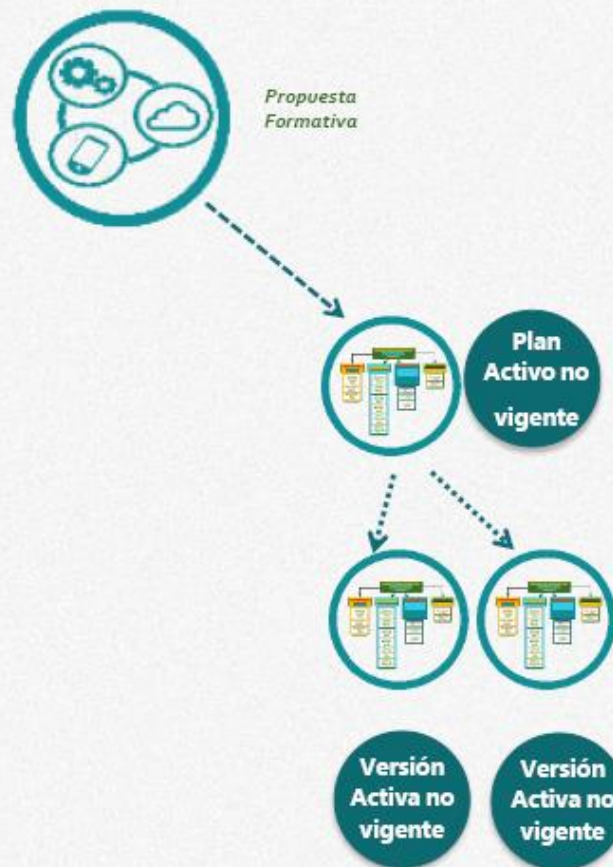 Propuesta
Formativa
Plan
Activo no
vigente
Versión
Activa no
vigente
Versión
Activa no
vigente